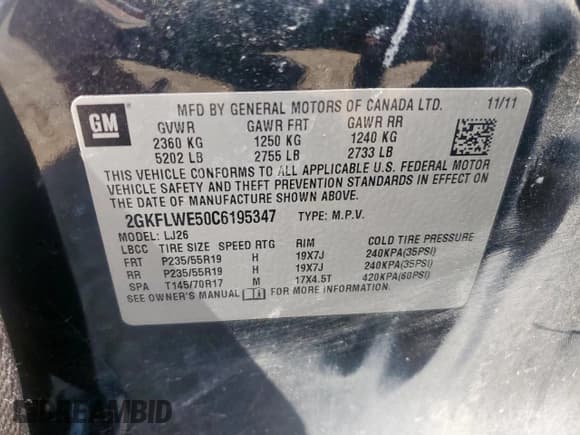 GM
MFD BY GENERAL MOTORS OF CANADA LTD. 11/11
GVWR GAWR FRT GAWR RR
2360 KG 1250 KG 1240 KG
5202 LB 2755 LB 2733 LB
THIS VEHICLE CONFORMS TO ALL APPLICABLE U.S. FEDERAL MOTOR
VEHICLE SAFETY AND THEFT PREVENTION STANDARDS IN EFFECT ON
THE DATE OF MANUFACTURE SHOWN ABOVE.
2GKFLWE50C6195347 TYPE: M.P.V.
MODEL: LJ26
LBCC TIRE SIZE SPEED RTG RIM COLD TIRE PRESSURE
FRT P235/55R19 H 19X7J 240KPA(35PSI)
RR P235/55R19 H 19X7J 240KPA(35PSI)
SPA T145/70R17 M 17X4.5T 420KPA(60PSI)
SEE OWNER'S MANUAL FOR MORE INFORMATION.
DREAMBID